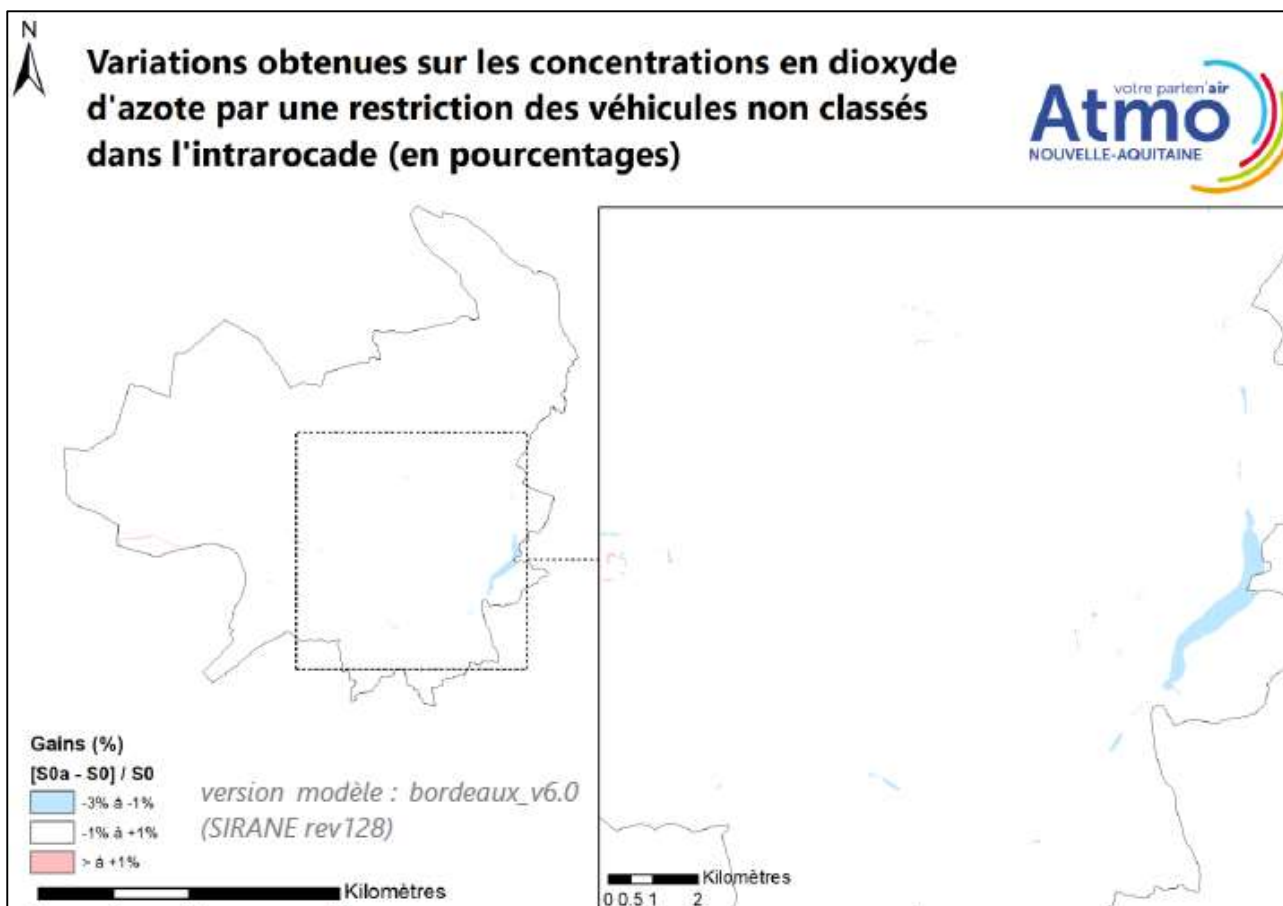 N
Variations obtenues sur les concentrations en dioxyde
d'azote par une restriction des véhicules non classés
dans l'intrarocade (en pourcentages)
votre parten'air
Atmo
NOUVELLE-AQUITAINE
Gains (%)
[S0a - S0] / S0
-3% à -1%
-1% à +1%
> à +1%
version modèle : bordeaux_v6.0
(SIRANE rev128)
Kilomètres
Kilomètres
0 0.5 1 2